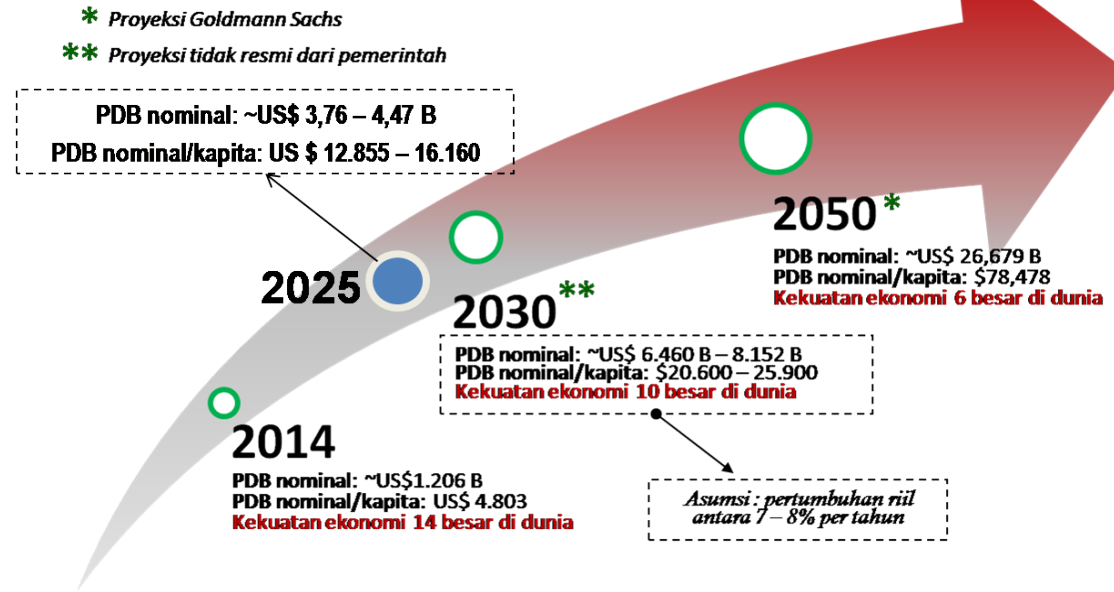 * Proyeksi Goldmann Sachs
** Proyeksi tidak resmi dari pemerintah
PDB nominal: ~US$ 3,76 – 4,47 B
PDB nominal/kapita: US $ 12.855 – 16.160
2025
2050*
PDB nominal: ~US$ 26,679 B
PDB nominal/kapita: $78,478
Kekuatan ekonomi 6 besar di dunia
2030**
PDB nominal: ~US$ 6.460 B – 8.152 B
PDB nominal/kapita: $20.600 – 25.900
Kekuatan ekonomi 10 besar di dunia
2014
PDB nominal: ~US$1.206 B
PDB nominal/kapita: US$ 4.803
Kekuatan ekonomi 14 besar di dunia
Asumsi : pertumbuhan riil
antara 7 – 8% per tahun